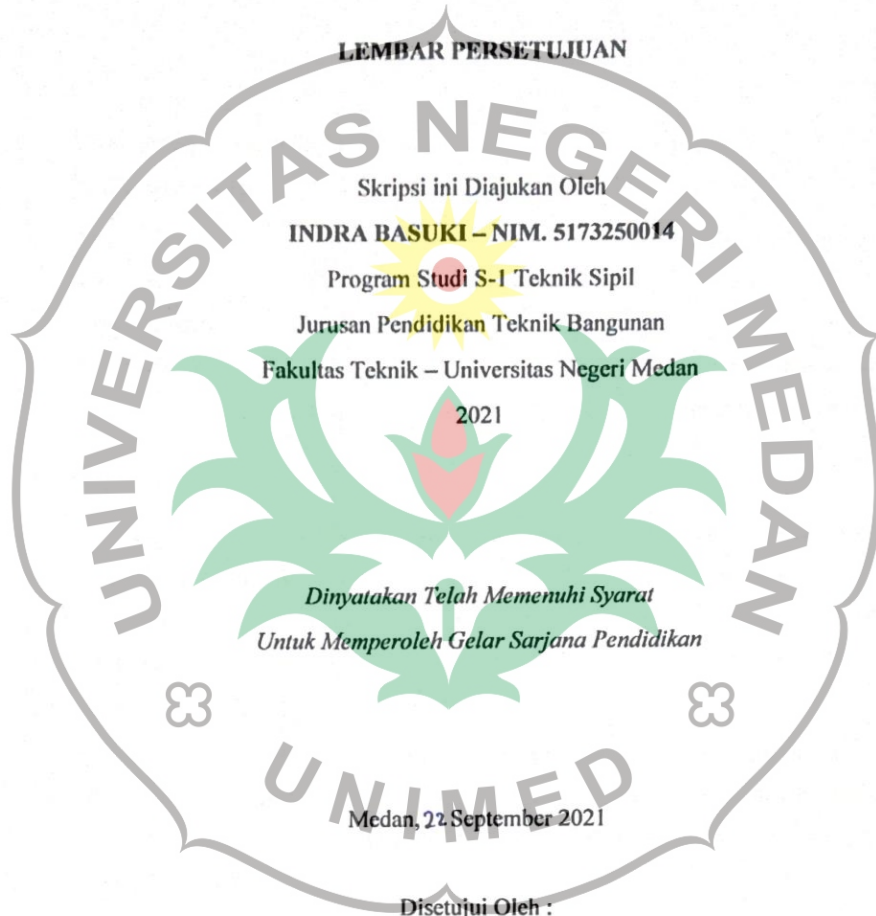 LEMBAR PERSETUJUAN
UNIVERSITAS NEGERI MEDAN
Skripsi ini Diajukan Oleh
INDRA BASUKI – NIM. 5173250014
Program Studi S-1 Teknik Sipil
Jurusan Pendidikan Teknik Bangunan
Fakultas Teknik – Universitas Negeri Medan
2021
Dinyatakan Telah Memenuhi Syarat
Untuk Memperoleh Gelar Sarjana Pendidikan
UNIMED
Medan, 22 September 2021
Disetujui Oleh :